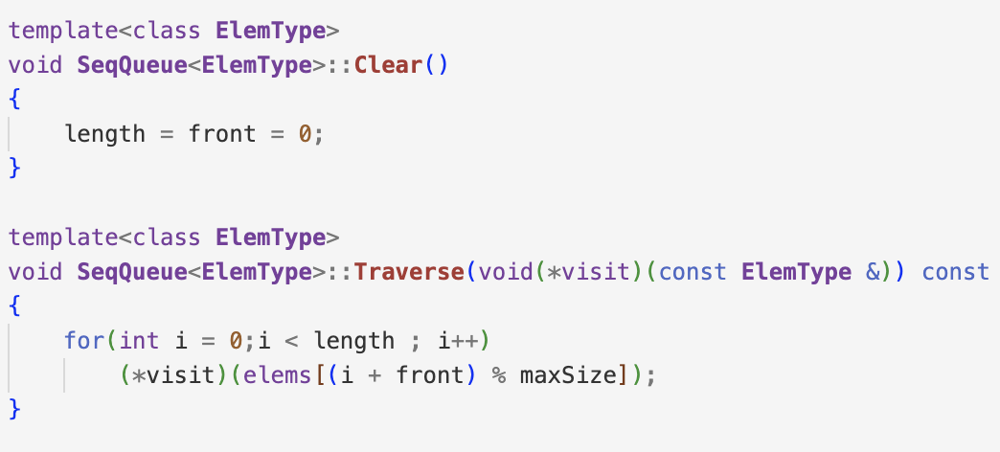 template<class ElemType>
void SeqQueue<ElemType>::Clear()
{
    length = front = 0;
}

template<class ElemType>
void SeqQueue<ElemType>::Traverse(void(*visit)(const ElemType &)) const
{
    for(int i = 0;i < length ; i++)
        (*visit)(elems[(i + front) % maxSize]);
}